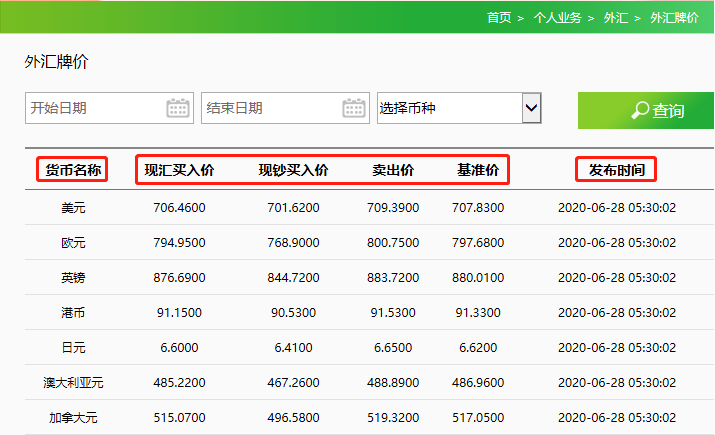 首页 > 个人业务 > 外汇 > 外汇牌价
外汇牌价
开始日期 结束日期 选择币种 查询
货币名称 现汇买入价 现钞买入价 卖出价 基准价 发布时间
美元 706.4600 701.6200 709.3900 707.8300 2020-06-28 05:30:02
欧元 794.9500 768.9000 800.7500 797.6800 2020-06-28 05:30:02
英镑 876.6900 844.7200 883.7200 880.0100 2020-06-28 05:30:02
港币 91.1500 90.5300 91.5300 91.3300 2020-06-28 05:30:02
日元 6.6000 6.4100 6.6500 6.6200 2020-06-28 05:30:02
澳大利亚元 485.2200 467.2600 488.8900 486.9600 2020-06-28 05:30:02
加拿大元 515.0700 496.5800 519.3200 517.0500 2020-06-28 05:30:02